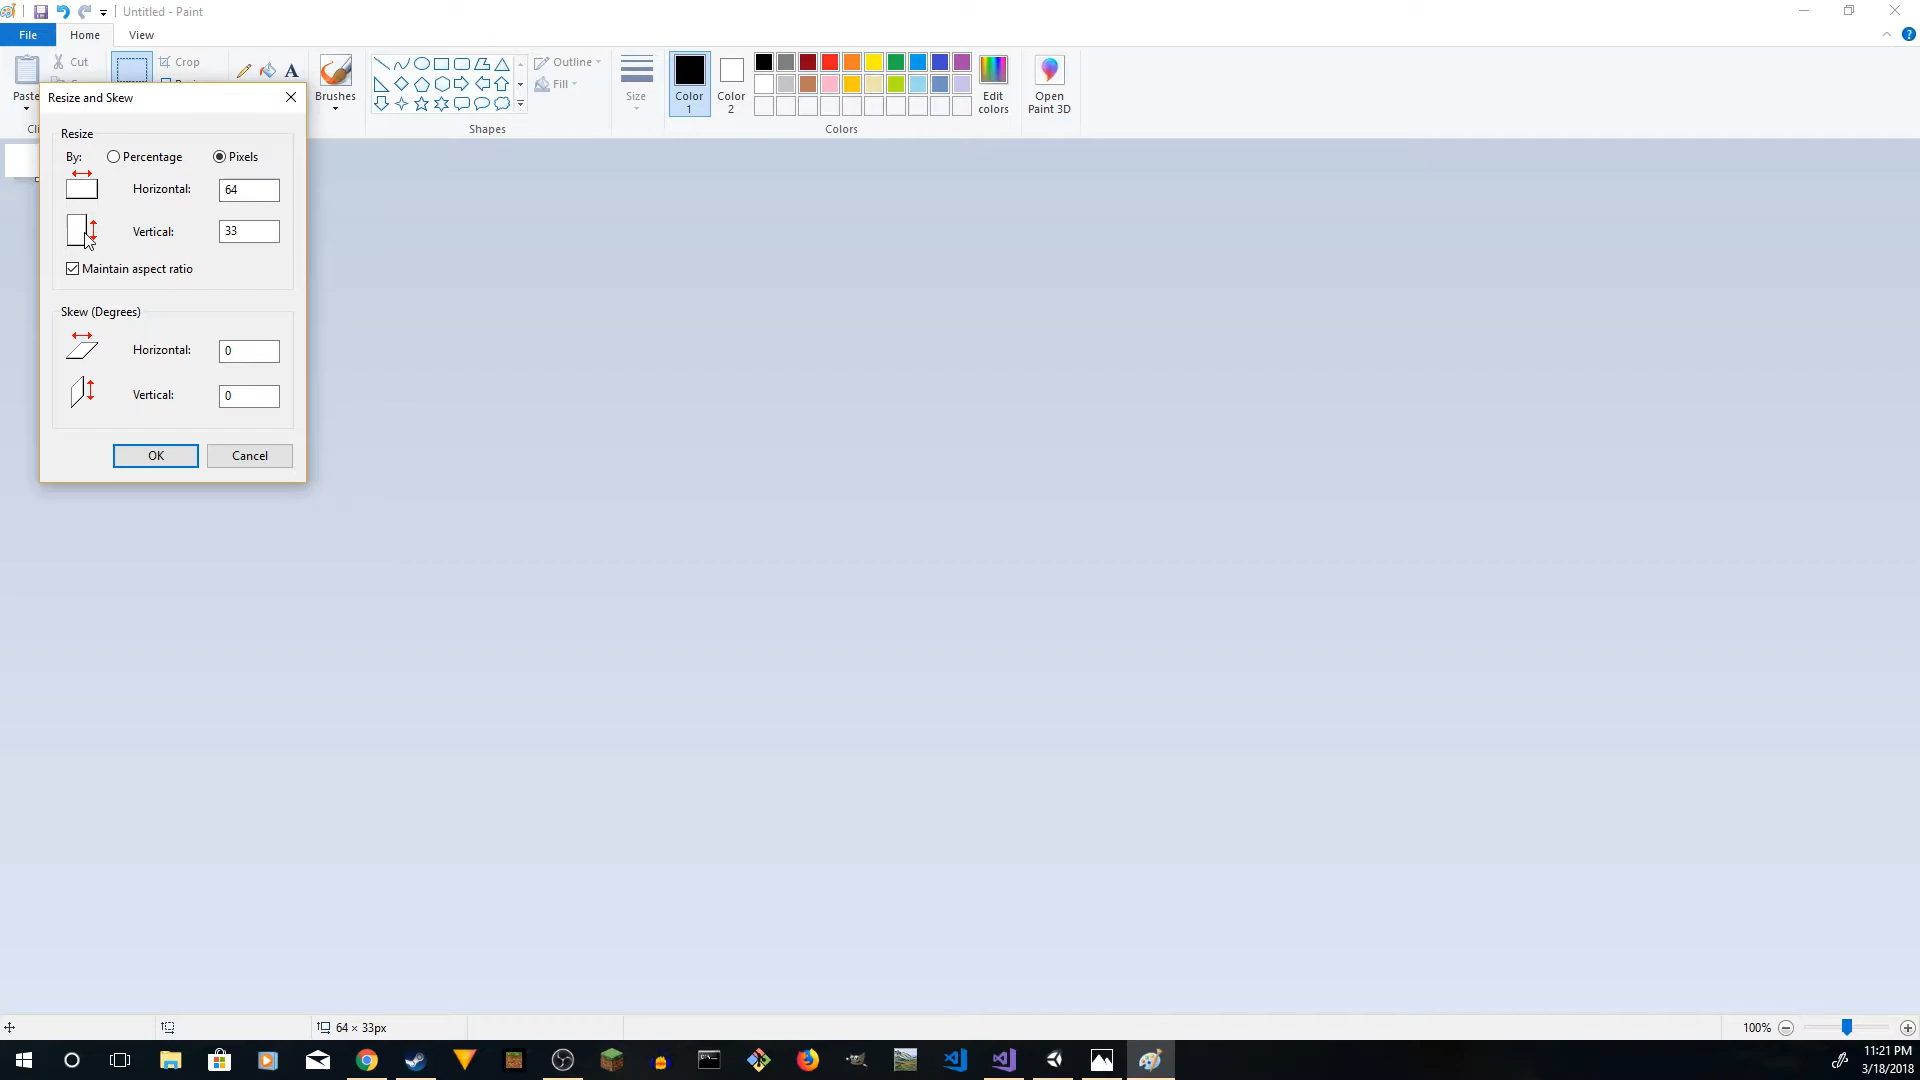 Untitled - Paint
File Home View
Paste
Cut
Crop
A
Brushes
Outline
Fill
Shapes
Size
Color
1
Color
2
Edit
colors
Open
Paint 3D
Colors
Resize and Skew
Resize
By: Percentage Pixels
Horizontal: 64
Vertical: 33
Maintain aspect ratio
Skew (Degrees)
Horizontal: 0
Vertical: 0
OK Cancel
64 × 33px
100%
11:21 PM
3/18/2018